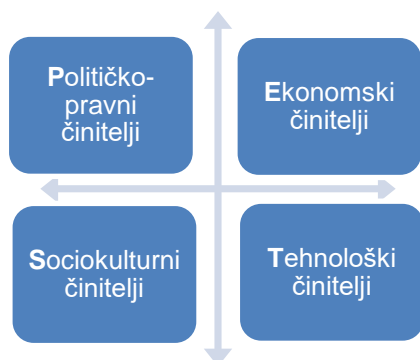 Političko-
pravni
činitelji
Ekonomski
činitelji
Sociokulturni
činitelji
Tehnološki
činitelji